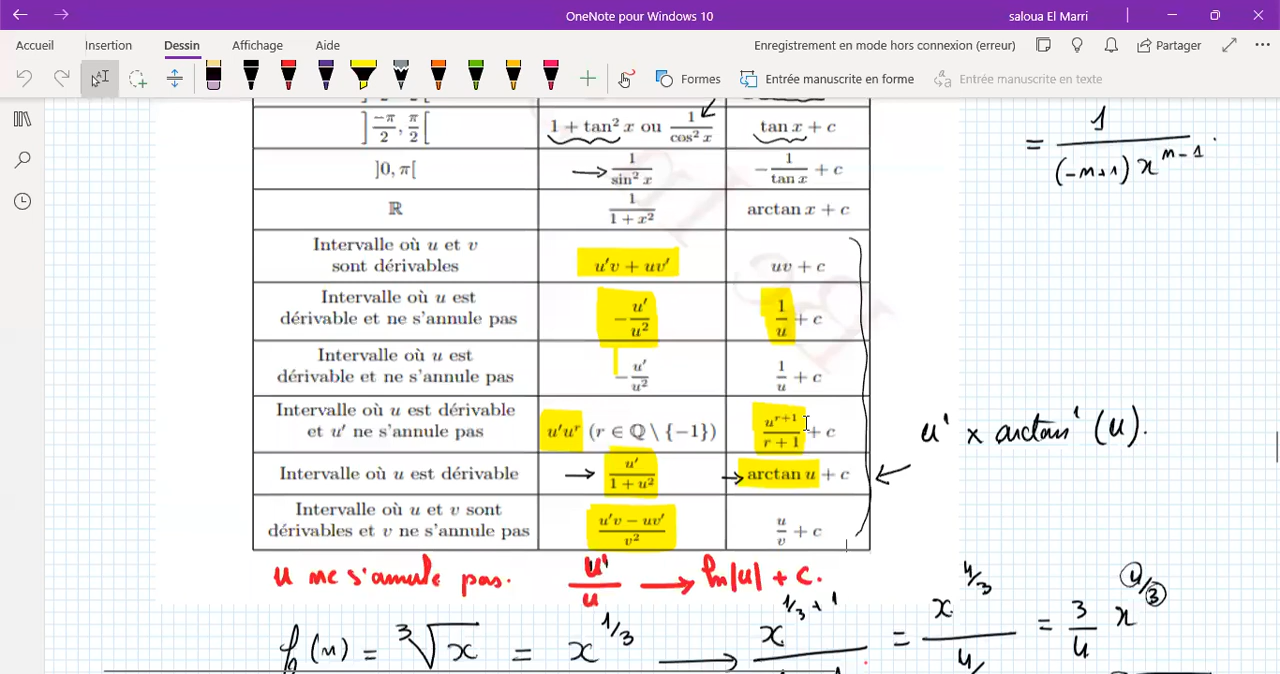 OneNote pour Windows 10
saloua El Marri
Accueil Insertion Dessin Affichage Aide
Enregistrement en mode hors connexion (erreur)
Partager
Formes
Entrée manuscrite en forme
Entrée manuscrite en texte
]-π/2, π/2[ 1 + tan² x ou 1/cos² x tan x + c
= 1/((-n+1) x^(n-1)).
]0, π[ → 1/sin² x -1/tan x + c
ℝ 1/(1 + x²) arctan x + c
Intervalle où u et v
sont dérivables u'v + uv' uv + c
Intervalle où u est
dérivable et ne s'annule pas -u'/u² 1/u + c
Intervalle où u est
dérivable et ne s'annule pas -u'/u² 1/u + c
Intervalle où u est dérivable
et u' ne s'annule pas u'u^r (r ∈ ℚ \ {-1}) u^(r+1)/(r + 1) + c
u' × arctan' (u).
Intervalle où u est dérivable → u'/(1 + u²) → arctan u + c ←
Intervalle où u et v sont
dérivables et v ne s'annule pas (u'v - uv')/v² u/v + c
u ne s'annule pas. u'/u → ln|u| + c.
f(x) = ³√x = x^(1/3) → x^(1/3 + 1) = x^(4/3) = 3/4 x^(4/3)